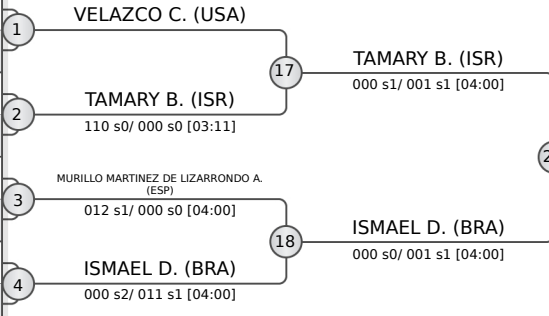 VELAZCO C. (USA)
1
17
TAMARY B. (ISR)
000 s1/ 001 s1 [04:00]
TAMARY B. (ISR)
2
110 s0/ 000 s0 [03:11]
MURILLO MARTINEZ DE LIZARRONDO A.
(ESP)
3
012 s1/ 000 s0 [04:00]
18
ISMAEL D. (BRA)
000 s0/ 001 s1 [04:00]
ISMAEL D. (BRA)
4
000 s2/ 011 s1 [04:00]